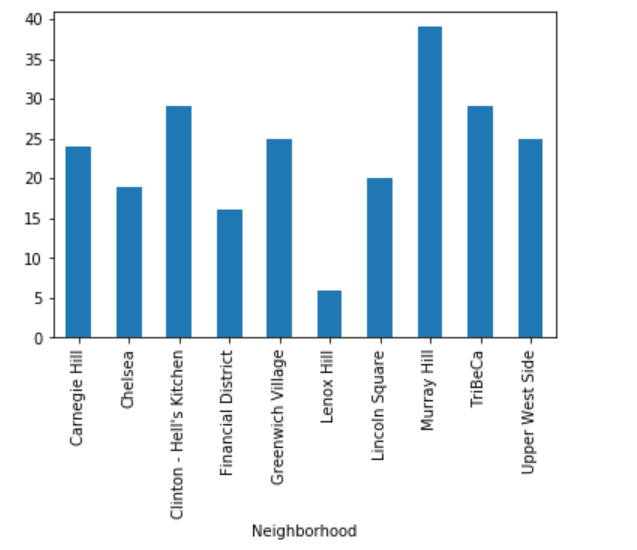 40
35
30
25
20
15
10
5
0
Carnegie Hill
Chelsea
Clinton - Hell's Kitchen
Financial District
Greenwich Village
Lenox Hill
Lincoln Square
Murray Hill
TriBeCa
Upper West Side
Neighborhood